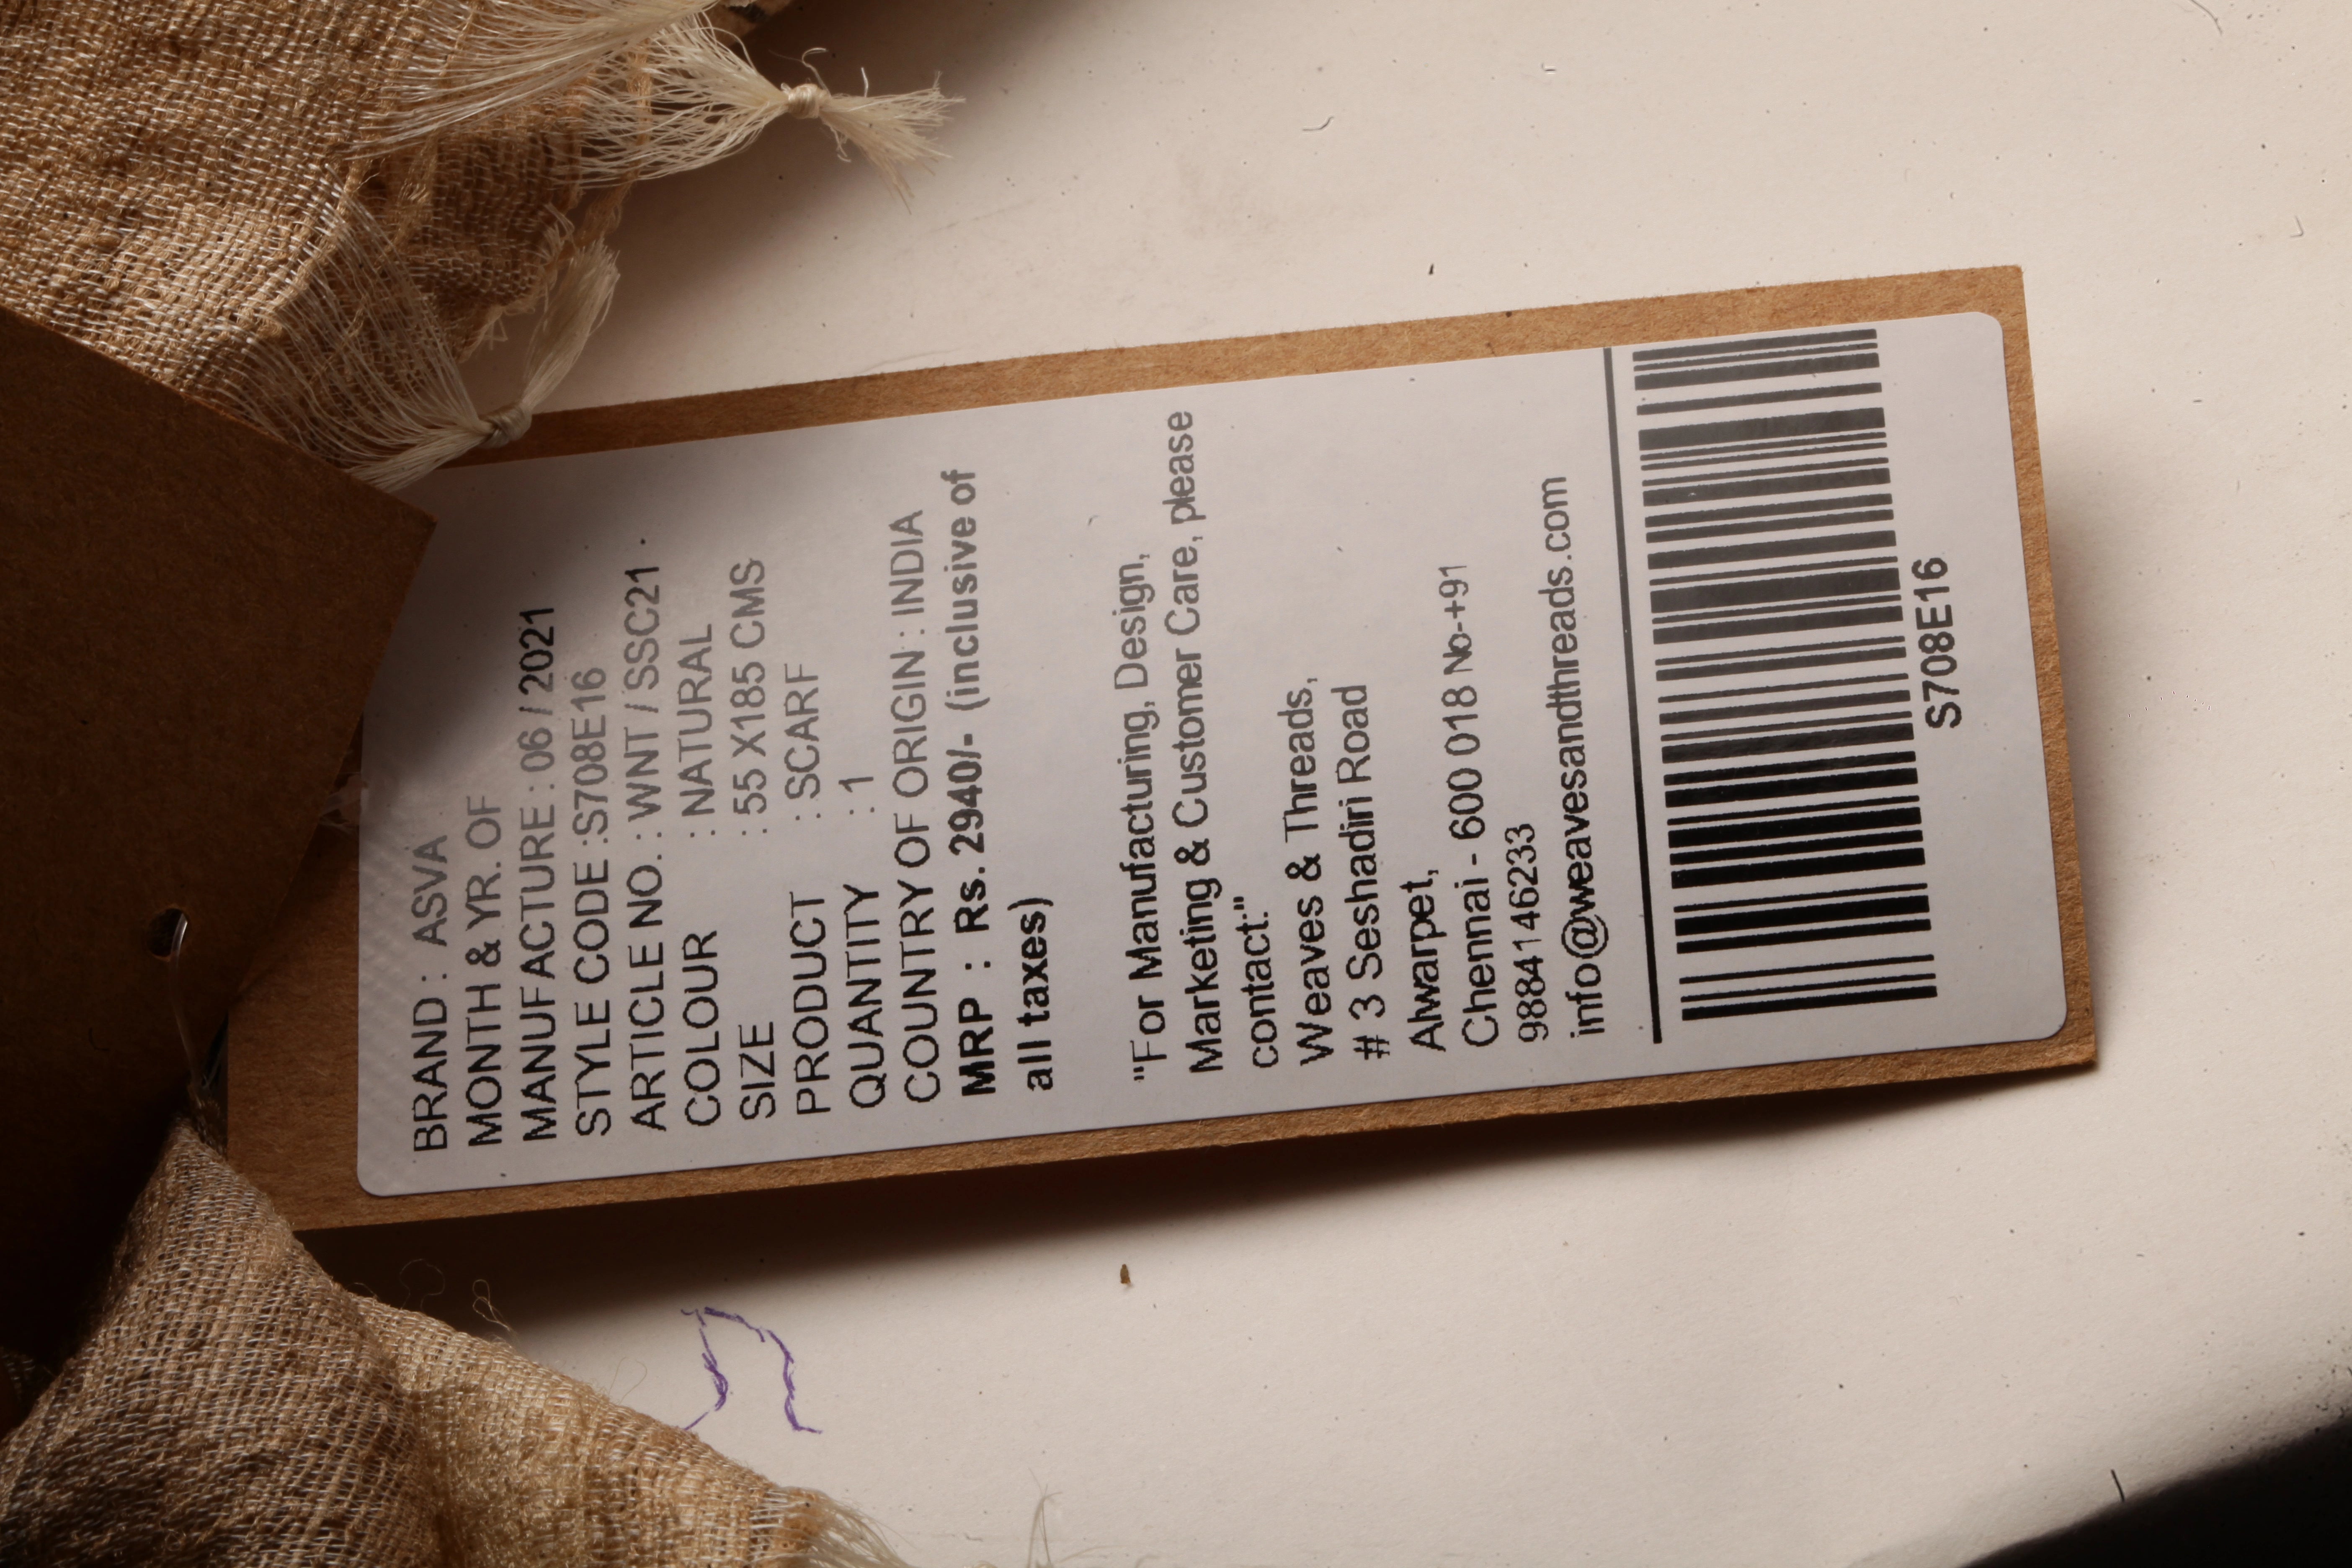 BRAND : ASVA
MONTH & YR. OF
MANUFACTURE : 06 / 2021
STYLE CODE :S708E16
ARTICLE NO. : WNT / SSC21
COLOUR : NATURAL
SIZE : 55 X185 CMS
PRODUCT : SCARF
QUANTITY : 1
COUNTRY OF ORIGIN : INDIA
MRP : Rs. 2940/- (inclusive of
all taxes)
"For Manufacturing, Design,
Marketing & Customer Care, please
contact:"
Weaves & Threads,
# 3 Seshadiri Road
Alwarpet,
Chennai - 600 018 No-+91
9884146233
info@weavesandthreads.com
S708E16